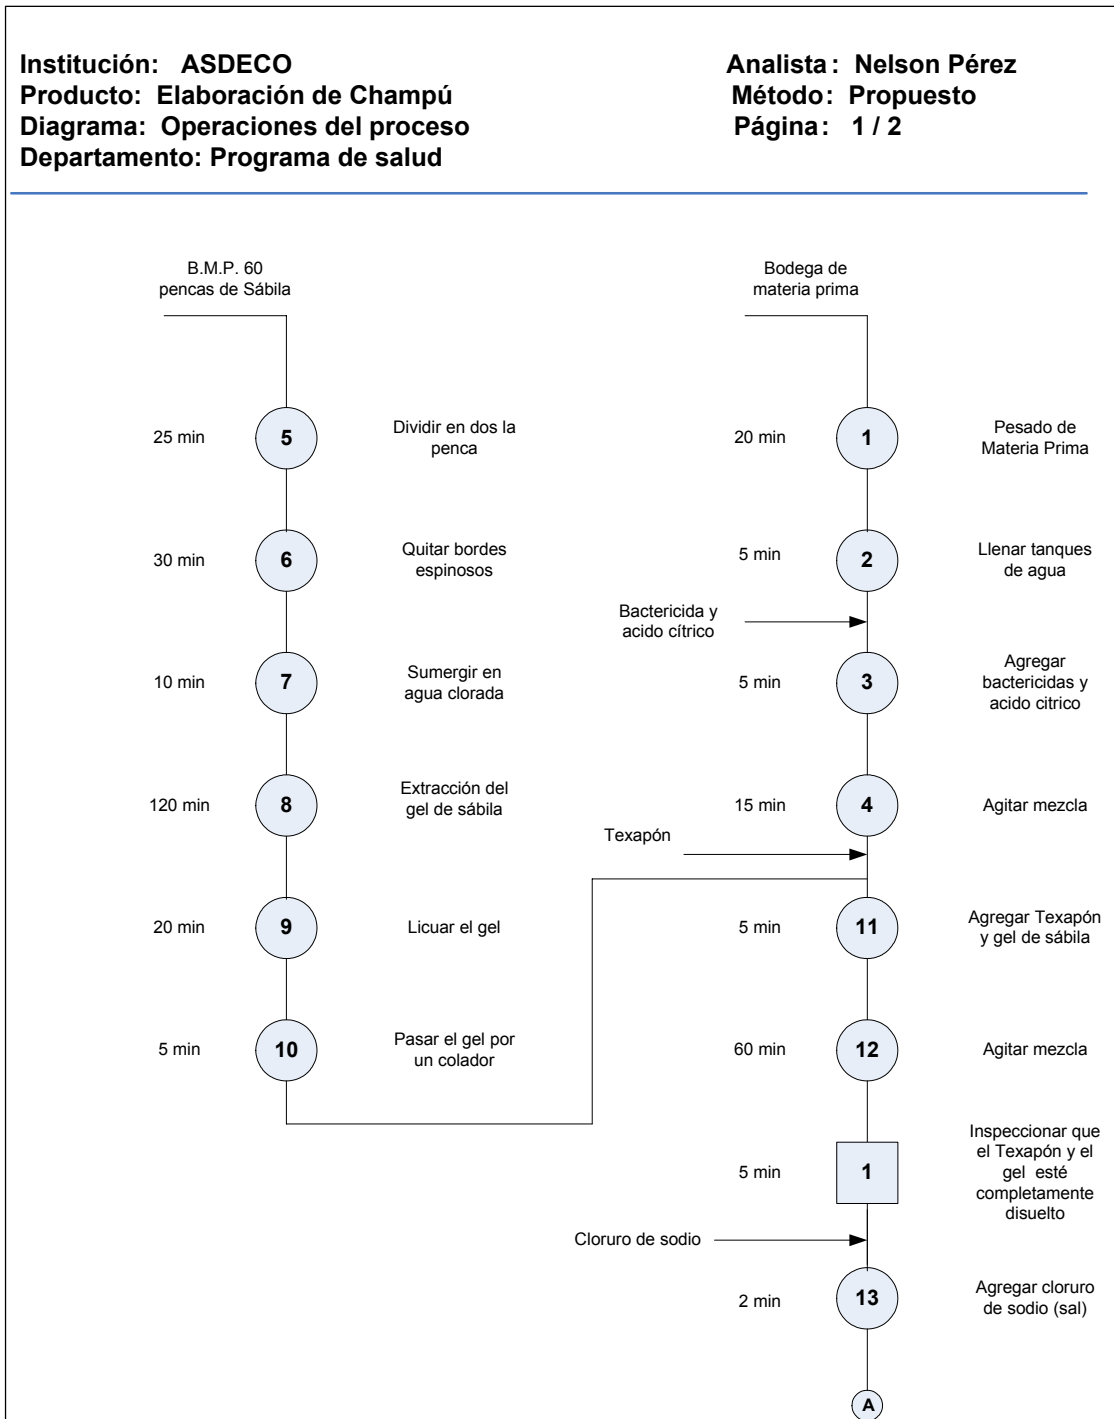 Institución: ASDECO
Producto: Elaboración de Champú
Diagrama: Operaciones del proceso
Departamento: Programa de salud
Analista: Nelson Pérez
Método: Propuesto
Página: 1 / 2
B.M.P. 60
pencas de Sábila
25 min
5
Dividir en dos la
penca
30 min
6
Quitar bordes
espinosos
10 min
7
Sumergir en
agua clorada
120 min
8
Extracción del
gel de sábila
20 min
9
Licuar el gel
5 min
10
Pasar el gel por
un colador
Bodega de
materia prima
20 min
1
Pesado de
Materia Prima
5 min
2
Llenar tanques
de agua
Bactericida y
acido cítrico
5 min
3
Agregar
bactericidas y
acido citrico
15 min
4
Agitar mezcla
Texapón
5 min
11
Agregar Texapón
y gel de sábila
60 min
12
Agitar mezcla
5 min
1
Inspeccionar que
el Texapón y el
gel esté
completamente
disuelto
Cloruro de sodio
2 min
13
Agregar cloruro
de sodio (sal)
A